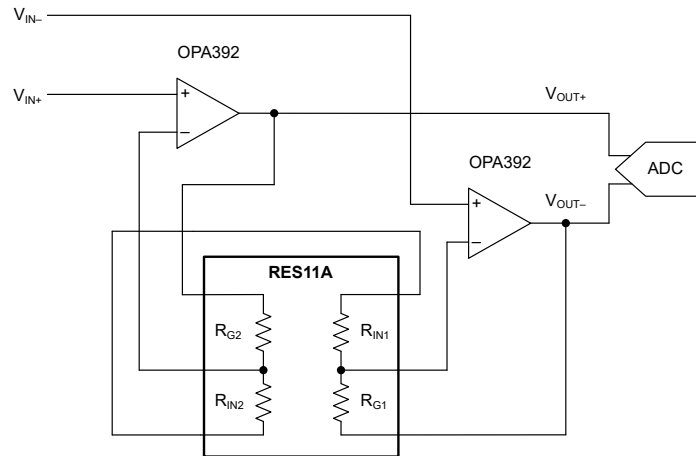 V_IN–
OPA392
V_IN+
+
–
V_OUT+
OPA392
ADC
+
–
V_OUT–
RES11A
R_G2
R_IN1
R_IN2
R_G1